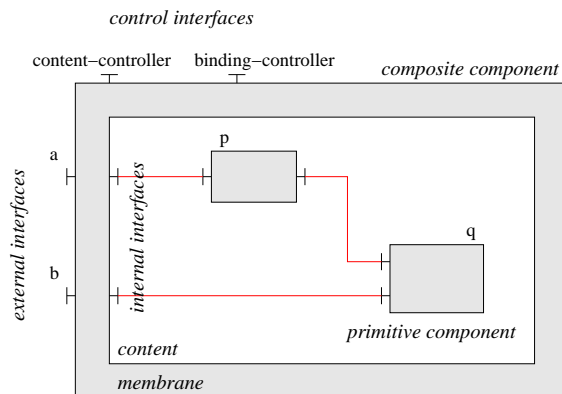 control interfaces
content–controller
binding–controller
composite component
p
a
external interfaces
internal interfaces
q
b
primitive component
content
membrane